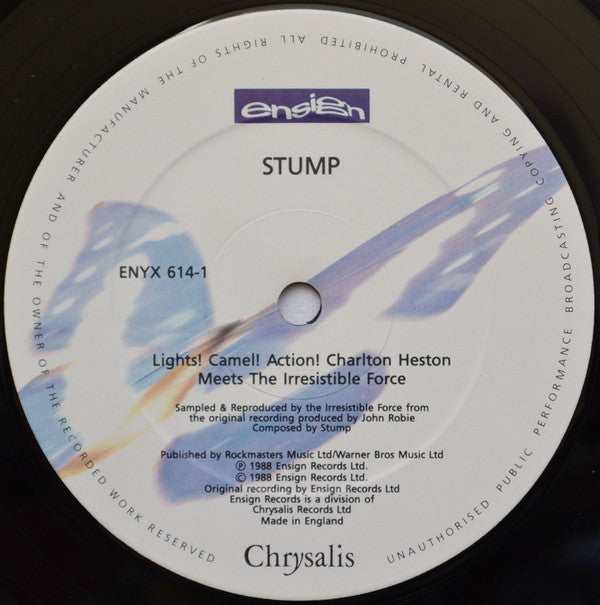 ensign
STUMP
ENYX 614-1
Lights! Camel! Action! Charlton Heston
Meets The Irresistible Force
Sampled & Reproduced by the Irresistible Force from
the original recording produced by John Robie
Composed by Stump
Published by Rockmasters Music Ltd/Warner Bros Music Ltd
℗ 1988 Ensign Records Ltd.
© 1988 Ensign Records Ltd.
Original recording by Ensign Records Ltd
Ensign Records is a division of
Chrysalis Records Ltd
Made in England
Chrysalis
UNAUTHORISED PUBLIC PERFORMANCE BROADCASTING COPYING AND RENTAL PROHIBITED ALL RIGHTS OF THE MANUFACTURER AND OF THE OWNER OF THE RECORDED WORK RESERVED